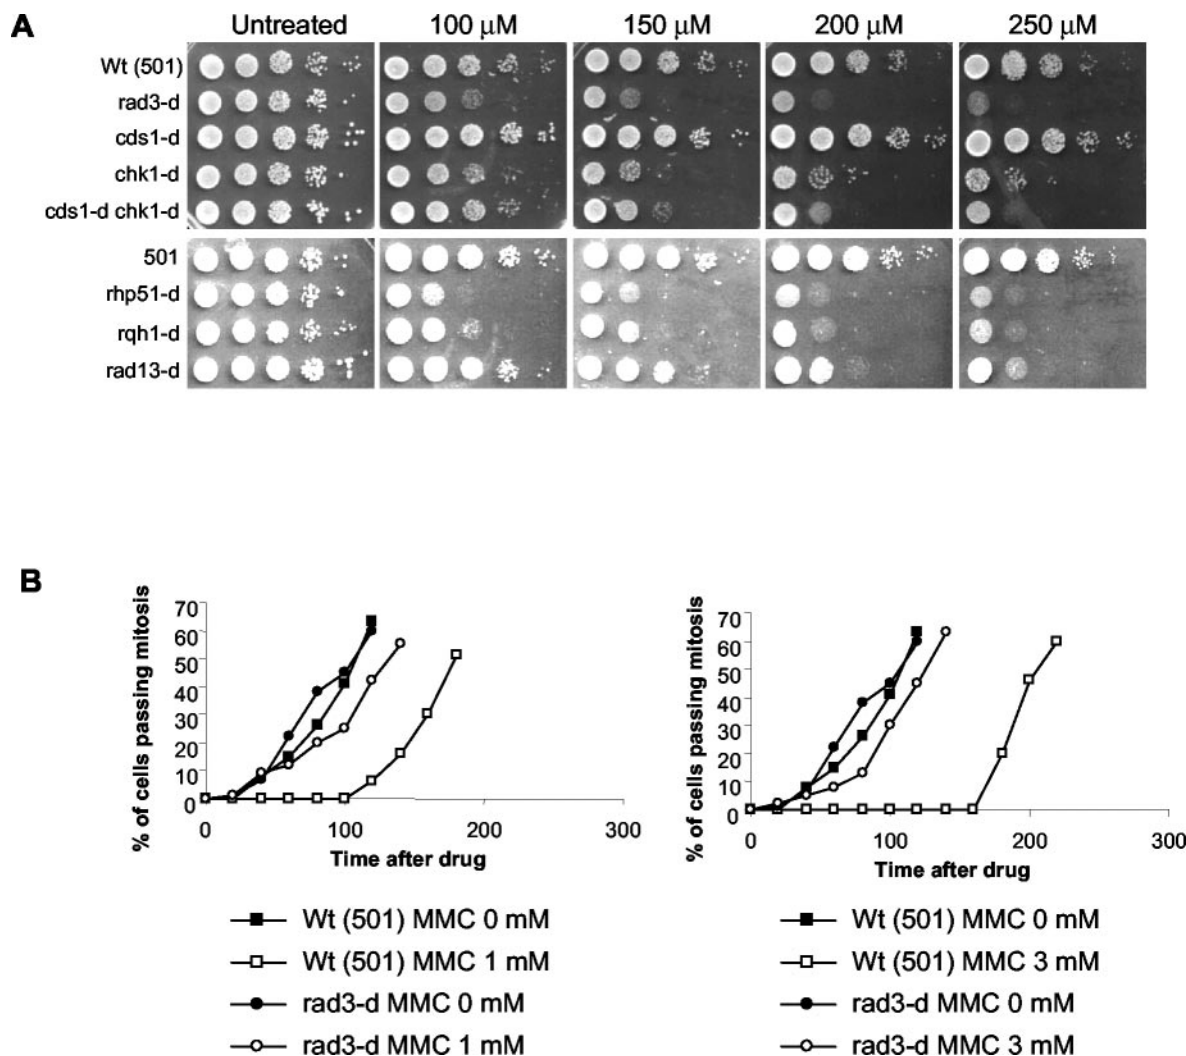 A
Untreated 100 µM 150 µM 200 µM 250 µM
Wt (501)
rad3-d
cds1-d
chk1-d
cds1-d chk1-d
501
rhp51-d
rqh1-d
rad13-d
B
% of cells passing mitosis
70
60
50
40
30
20
10
0
0 100 200 300
Time after drug
Wt (501) MMC 0 mM
Wt (501) MMC 1 mM
rad3-d MMC 0 mM
rad3-d MMC 1 mM
% of cells passing mitosis
70
60
50
40
30
20
10
0
0 100 200 300
Time after drug
Wt (501) MMC 0 mM
Wt (501) MMC 3 mM
rad3-d MMC 0 mM
rad3-d MMC 3 mM